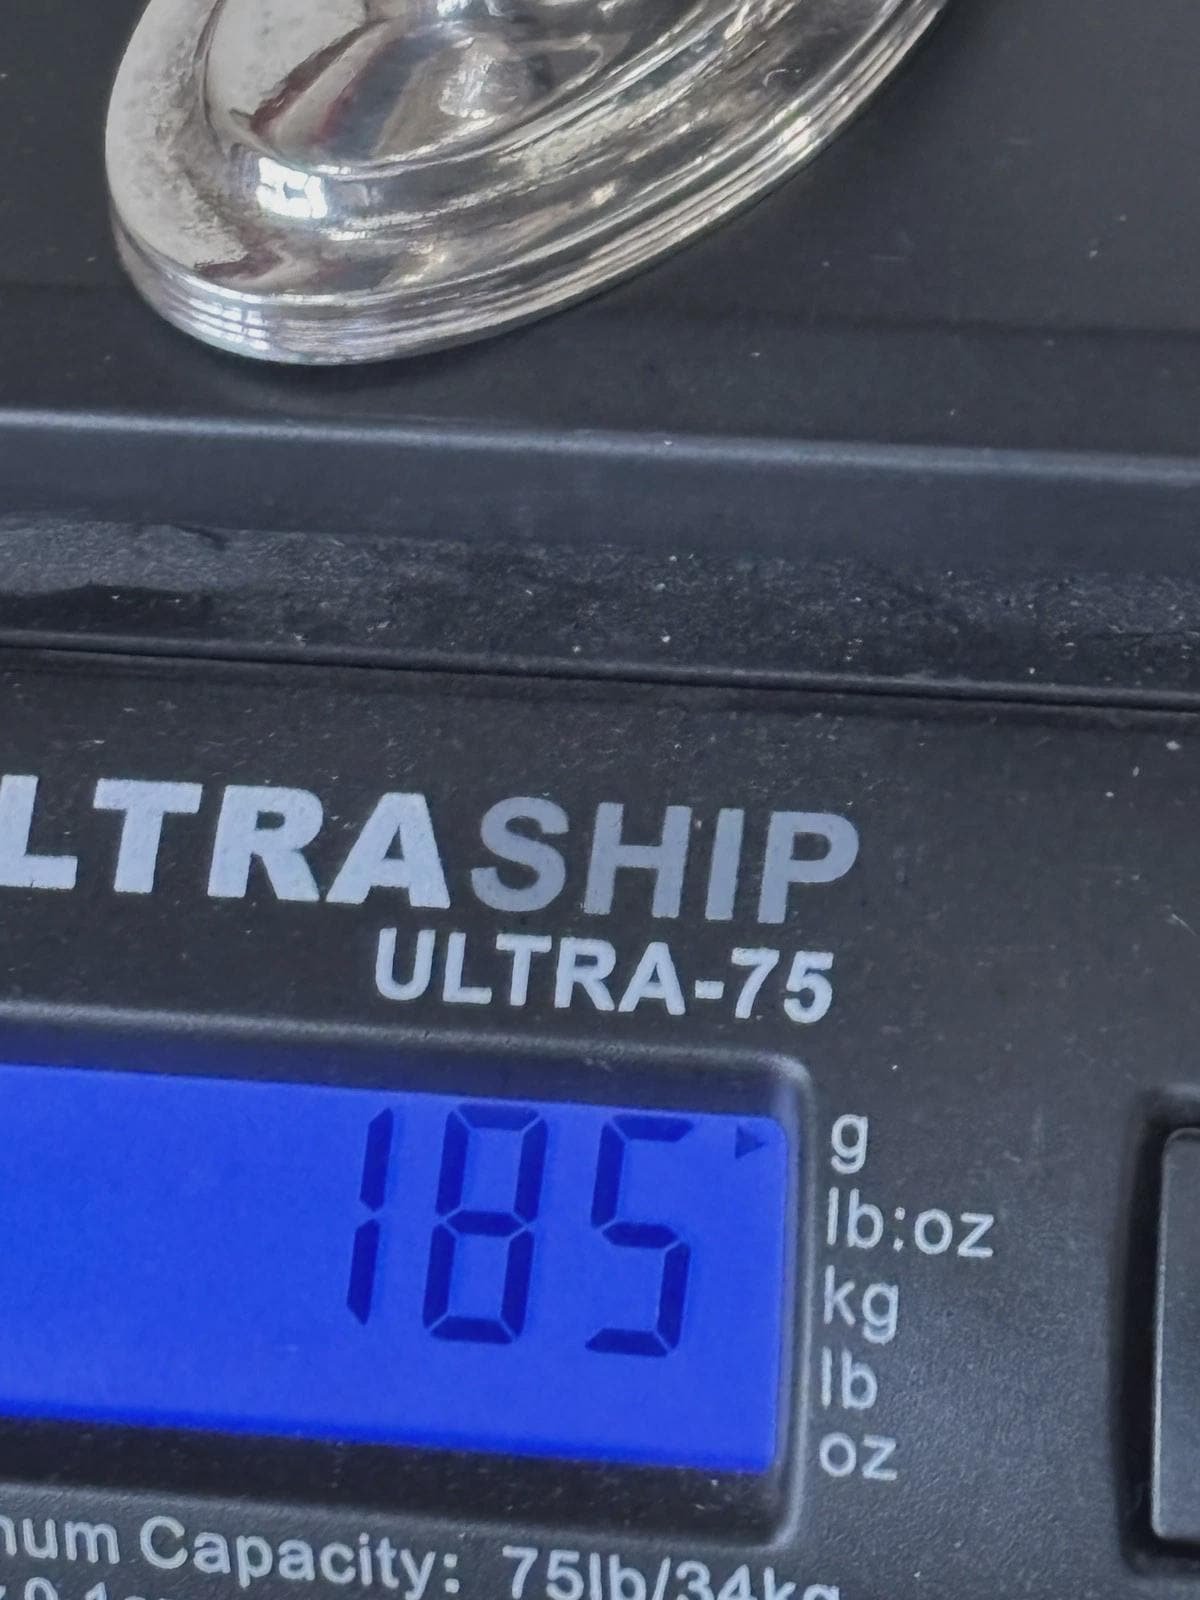 LTRASHIP
ULTRA-75
185
g
lb:oz
kg
lb
oz
num Capacity: 75lb/34kg